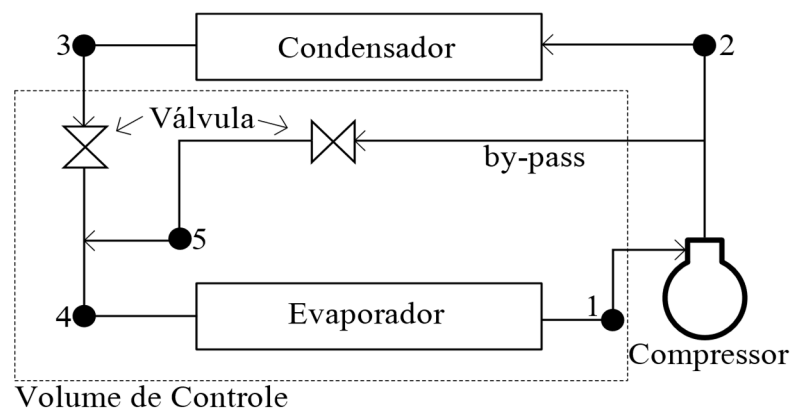 3
Condensador
2
Válvula
by-pass
5
4
Evaporador
1
Compressor
Volume de Controle